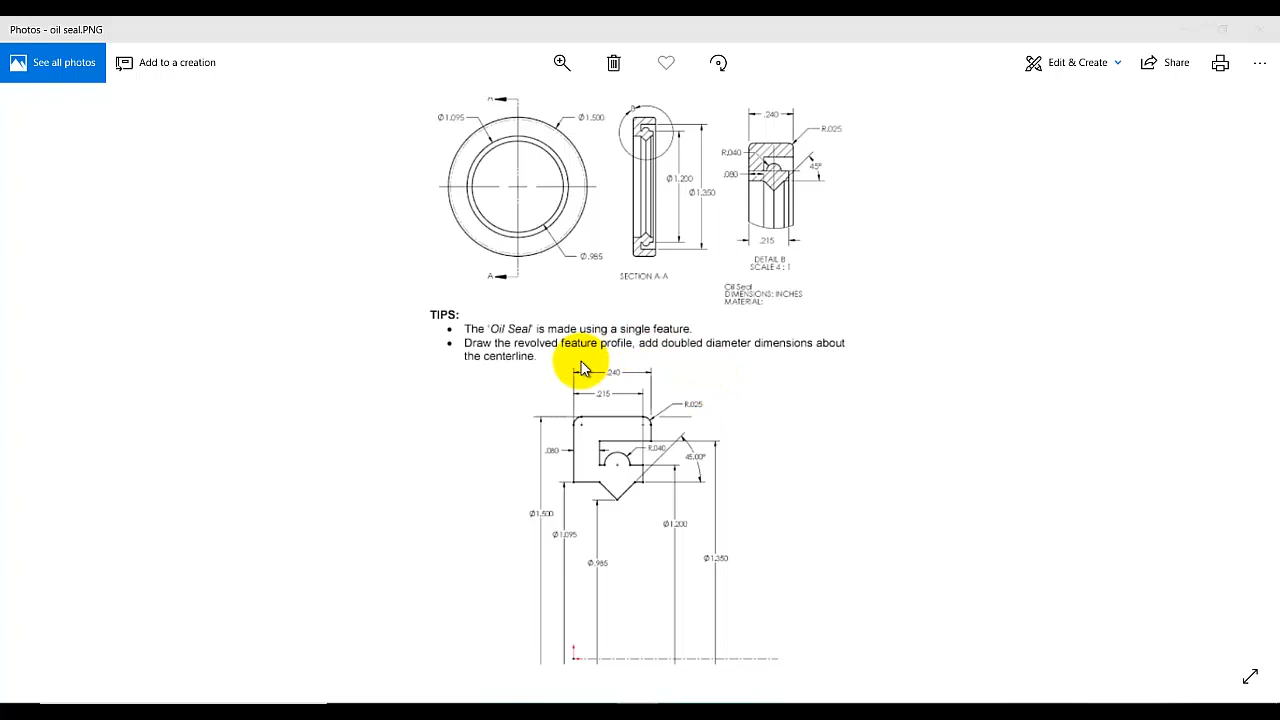 Photos - oil seal.PNG
See all photos
Add to a creation
Edit & Create
Share
A
Ø1.095
Ø1.500
Ø.985
A
B
Ø1.200
Ø1.350
SECTION A-A
.240
R.025
R.040
.080
45°
.215
DETAIL B
SCALE 4 : 1
Oil Seal
DIMENSIONS: INCHES
MATERIAL:
TIPS:
• The 'Oil Seal' is made using a single feature.
• Draw the revolved feature profile, add doubled diameter dimensions about
the centerline.
.240
.215
R.025
.080
R.040
45.00°
Ø1.500
Ø1.095
Ø.985
Ø1.200
Ø1.350